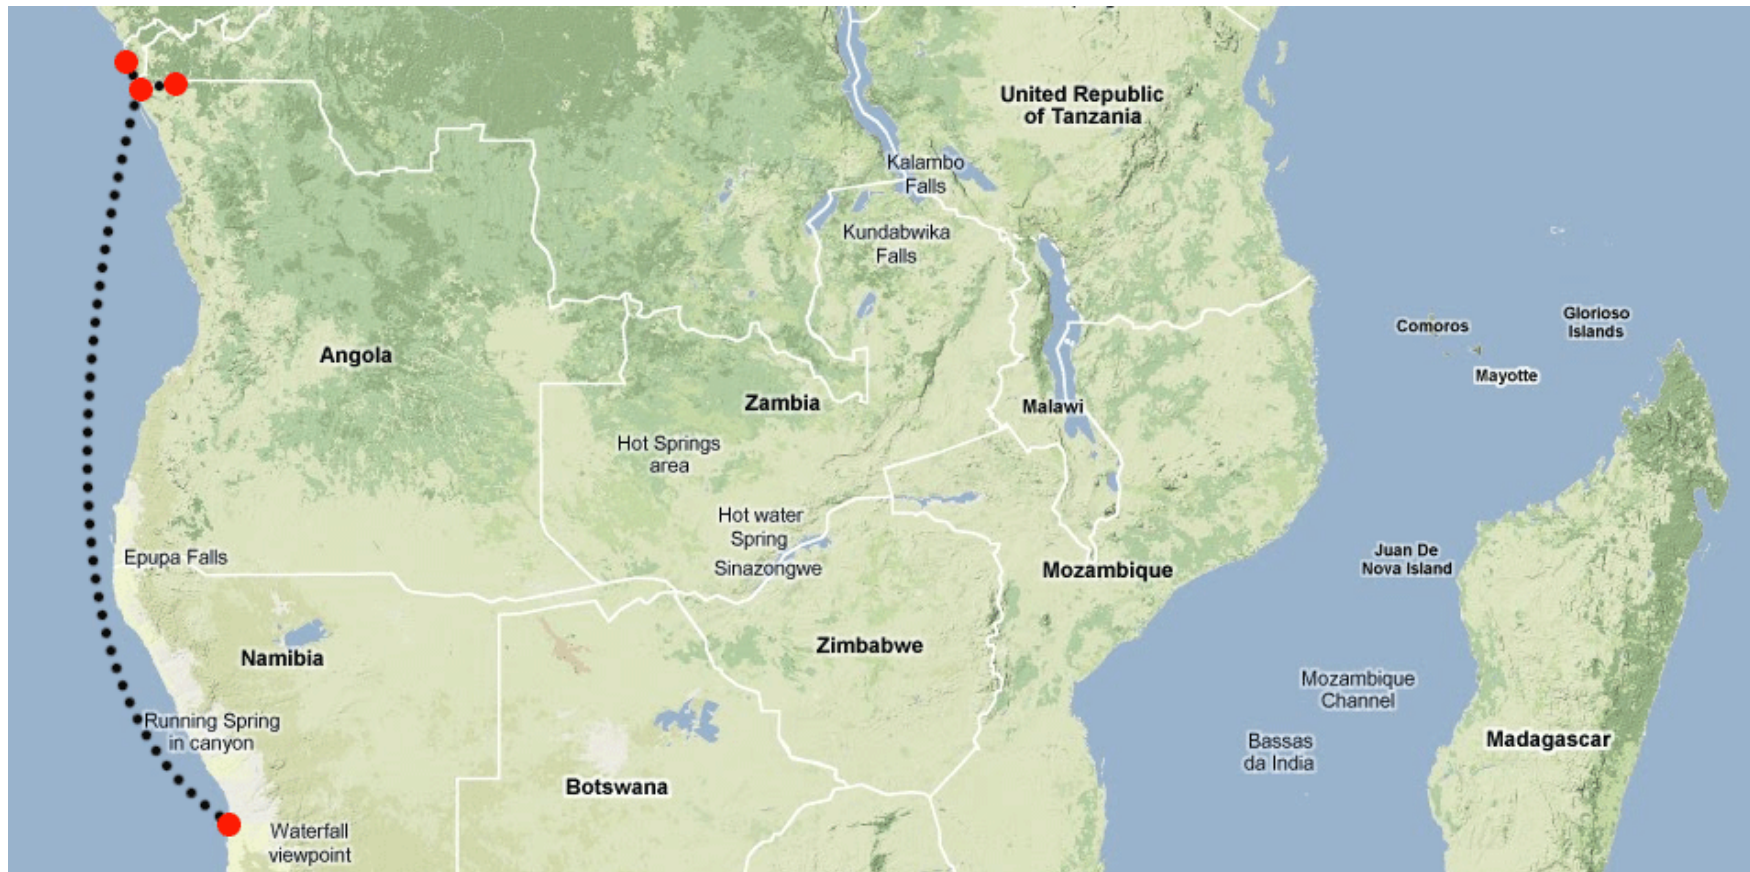 United Republic
of Tanzania
Kalambo
Falls
Kundabwika
Falls
Comoros
Glorioso
Islands
Mayotte
Angola
Zambia
Malawi
Hot Springs
area
Hot water
Spring
Sinazongwe
Epupa Falls
Juan De
Nova Island
Mozambique
Zimbabwe
Namibia
Mozambique
Channel
Running Spring
in canyon
Bassas
da India
Madagascar
Botswana
Waterfall
viewpoint